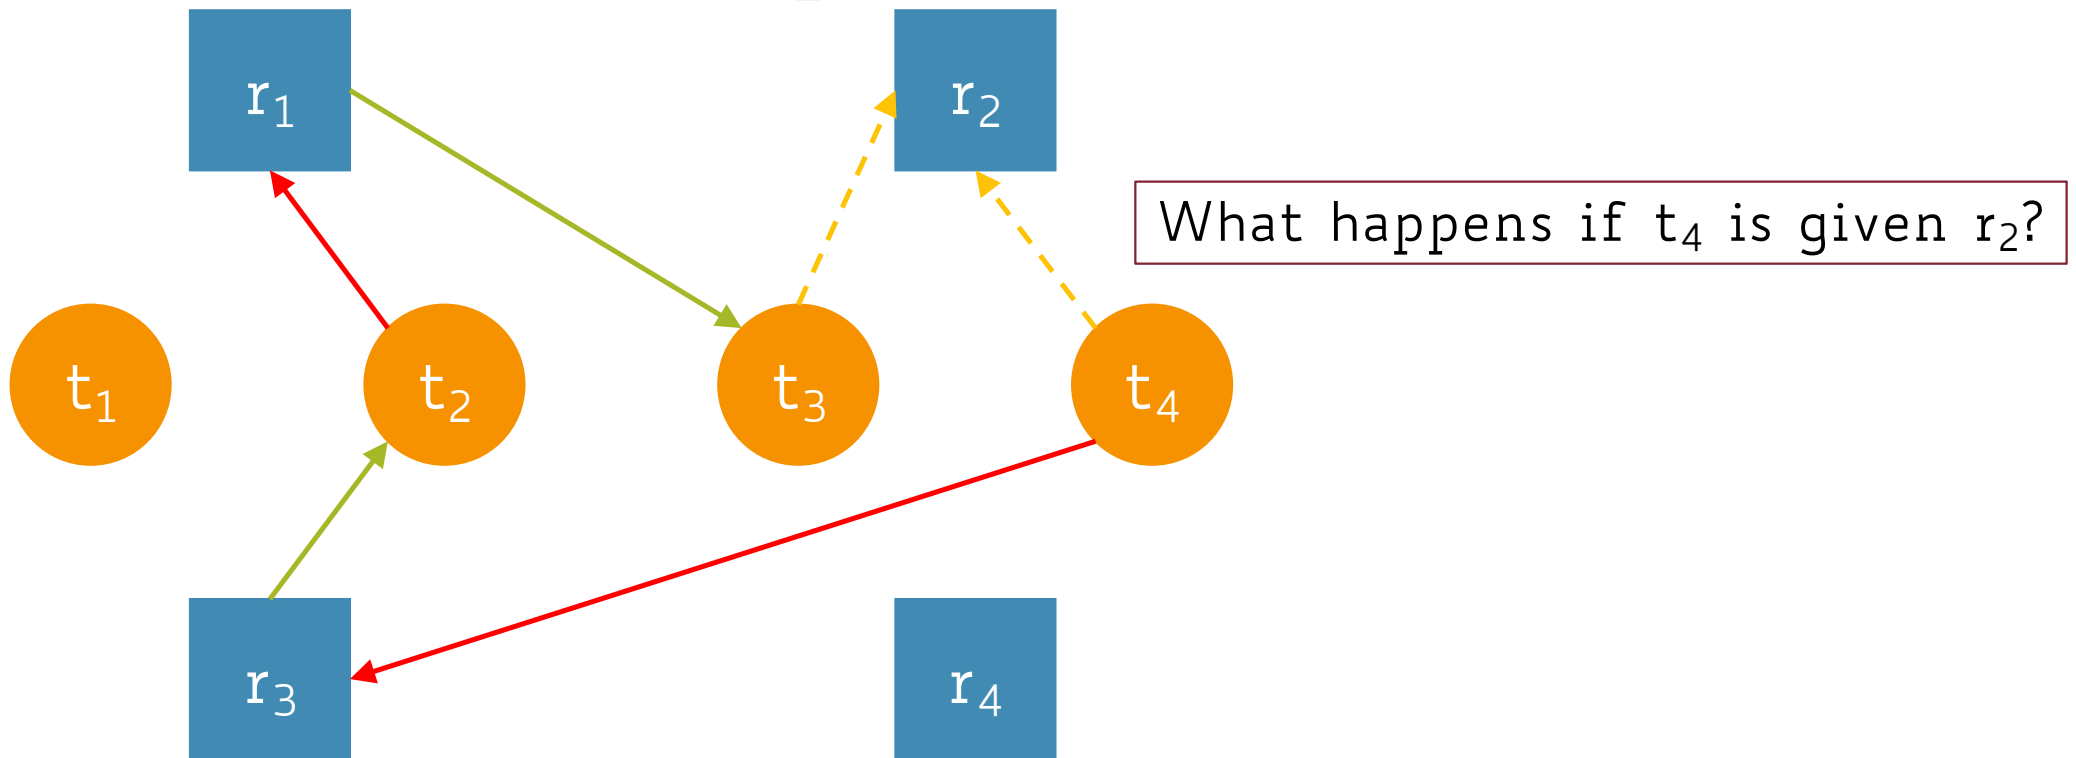 r₁
r₂
What happens if t₄ is given r₂?
t₁
t₂
t₃
t₄
r₃
r₄